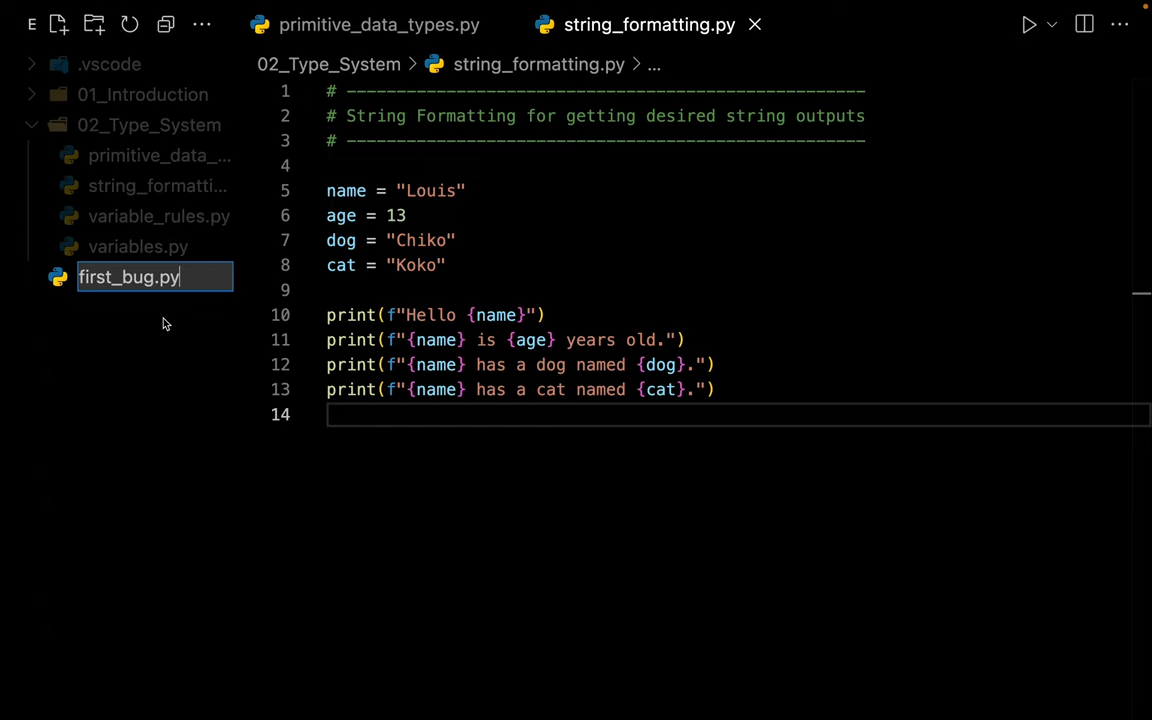 E ... primitive_data_types.py string_formatting.py
.vscode
01_Introduction
02_Type_System
primitive_data_...
string_formatti...
variable_rules.py
variables.py
first_bug.py
02_Type_System > string_formatting.py > ...
1 # ----------------------------------------------------
2 # String Formatting for getting desired string outputs
3 # ----------------------------------------------------
4
5 name = "Louis"
6 age = 13
7 dog = "Chiko"
8 cat = "Koko"
9
10 print(f"Hello {name}")
11 print(f"{name} is {age} years old.")
12 print(f"{name} has a dog named {dog}.")
13 print(f"{name} has a cat named {cat}.")
14